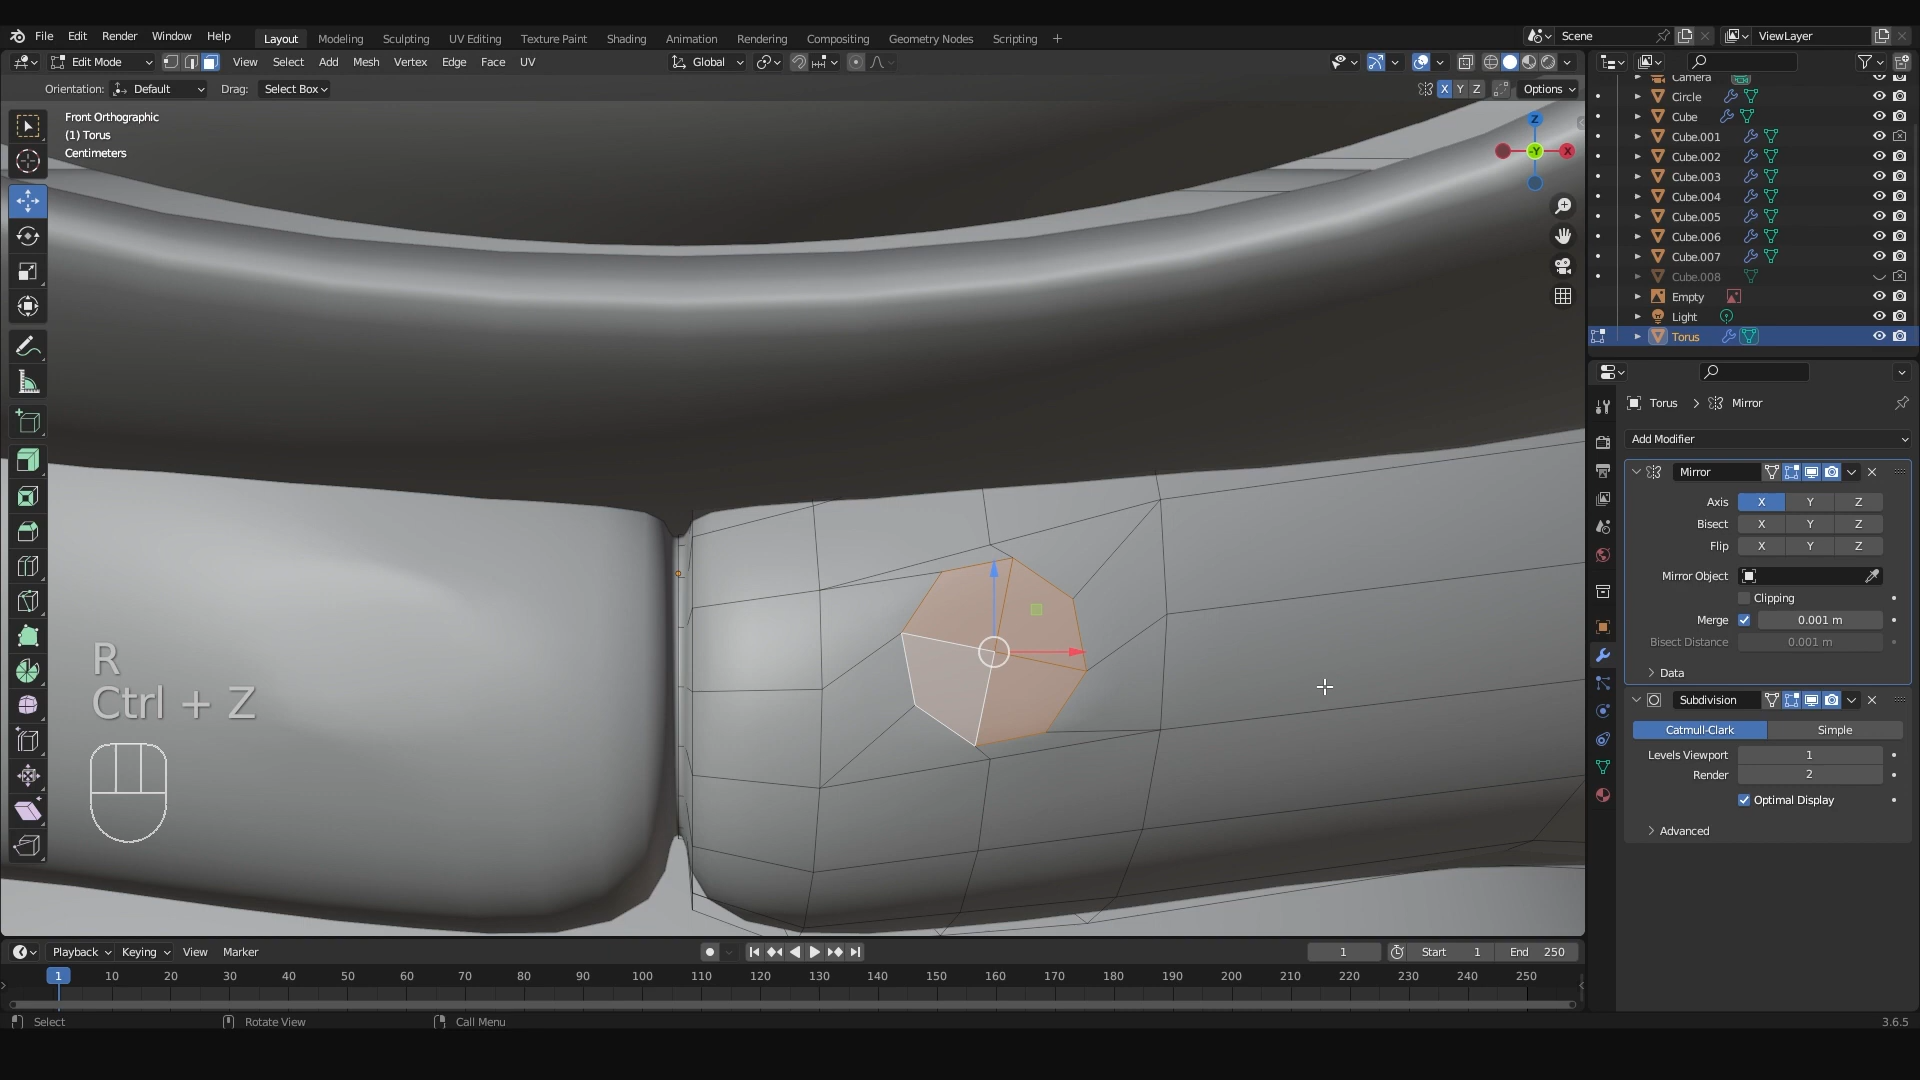 File Edit Render Window Help Layout Modeling Sculpting UV Editing Texture Paint Shading Animation Rendering Compositing Geometry Nodes Scripting + Scene ViewLayer
Edit Mode View Select Add Mesh Vertex Edge Face UV Global
Orientation: Default Drag: Select Box X Y Z Options
Front Orthographic
(1) Torus
Centimeters
Z
-Y X
R
Ctrl + Z
Camera
Circle
Cube
Cube.001
Cube.002
Cube.003
Cube.004
Cube.005
Cube.006
Cube.007
Cube.008
Empty
Light
Torus
Torus > Mirror
Add Modifier
Mirror
Axis X Y Z
Bisect X Y Z
Flip X Y Z
Mirror Object
Clipping
Merge 0.001 m
Bisect Distance 0.001 m
Data
Subdivision
Catmull-Clark Simple
Levels Viewport 1
Render 2
Optimal Display
Advanced
Playback Keying View Marker 1 Start 1 End 250
1 10 20 30 40 50 60 70 80 90 100 110 120 130 140 150 160 170 180 190 200 210 220 230 240 250
Select Rotate View Call Menu 3.6.5